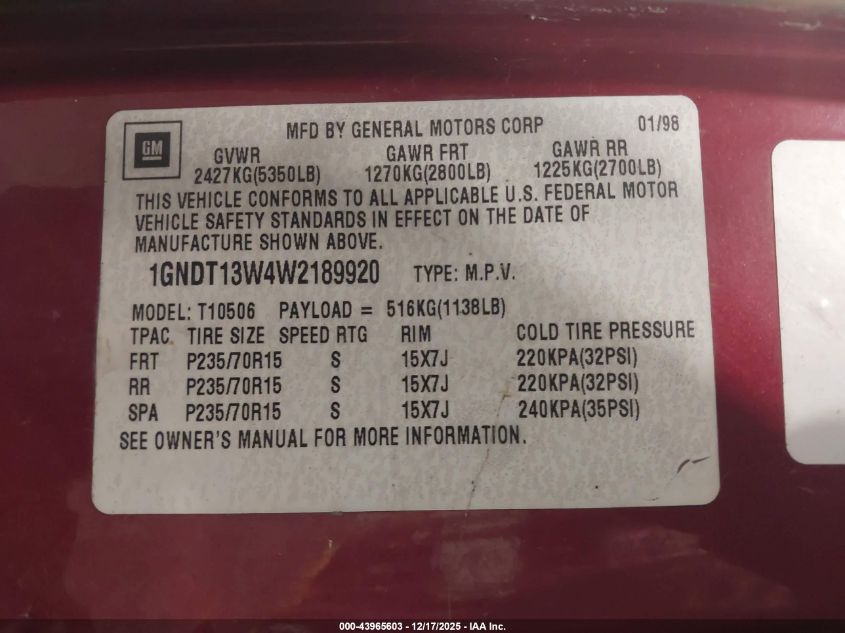 GM
MFD BY GENERAL MOTORS CORP 01/98
GVWR GAWR FRT GAWR RR
2427KG(5350LB) 1270KG(2800LB) 1225KG(2700LB)
THIS VEHICLE CONFORMS TO ALL APPLICABLE U.S. FEDERAL MOTOR
VEHICLE SAFETY STANDARDS IN EFFECT ON THE DATE OF
MANUFACTURE SHOWN ABOVE.
1GNDT13W4W2189920 TYPE: M.P.V.
MODEL: T10506 PAYLOAD = 516KG(1138LB)
TPAC TIRE SIZE SPEED RTG RIM COLD TIRE PRESSURE
FRT P235/70R15 S 15X7J 220KPA(32PSI)
RR P235/70R15 S 15X7J 220KPA(32PSI)
SPA P235/70R15 S 15X7J 240KPA(35PSI)
SEE OWNER'S MANUAL FOR MORE INFORMATION.
000-43965603 - 12/17/2025 - IAA Inc.